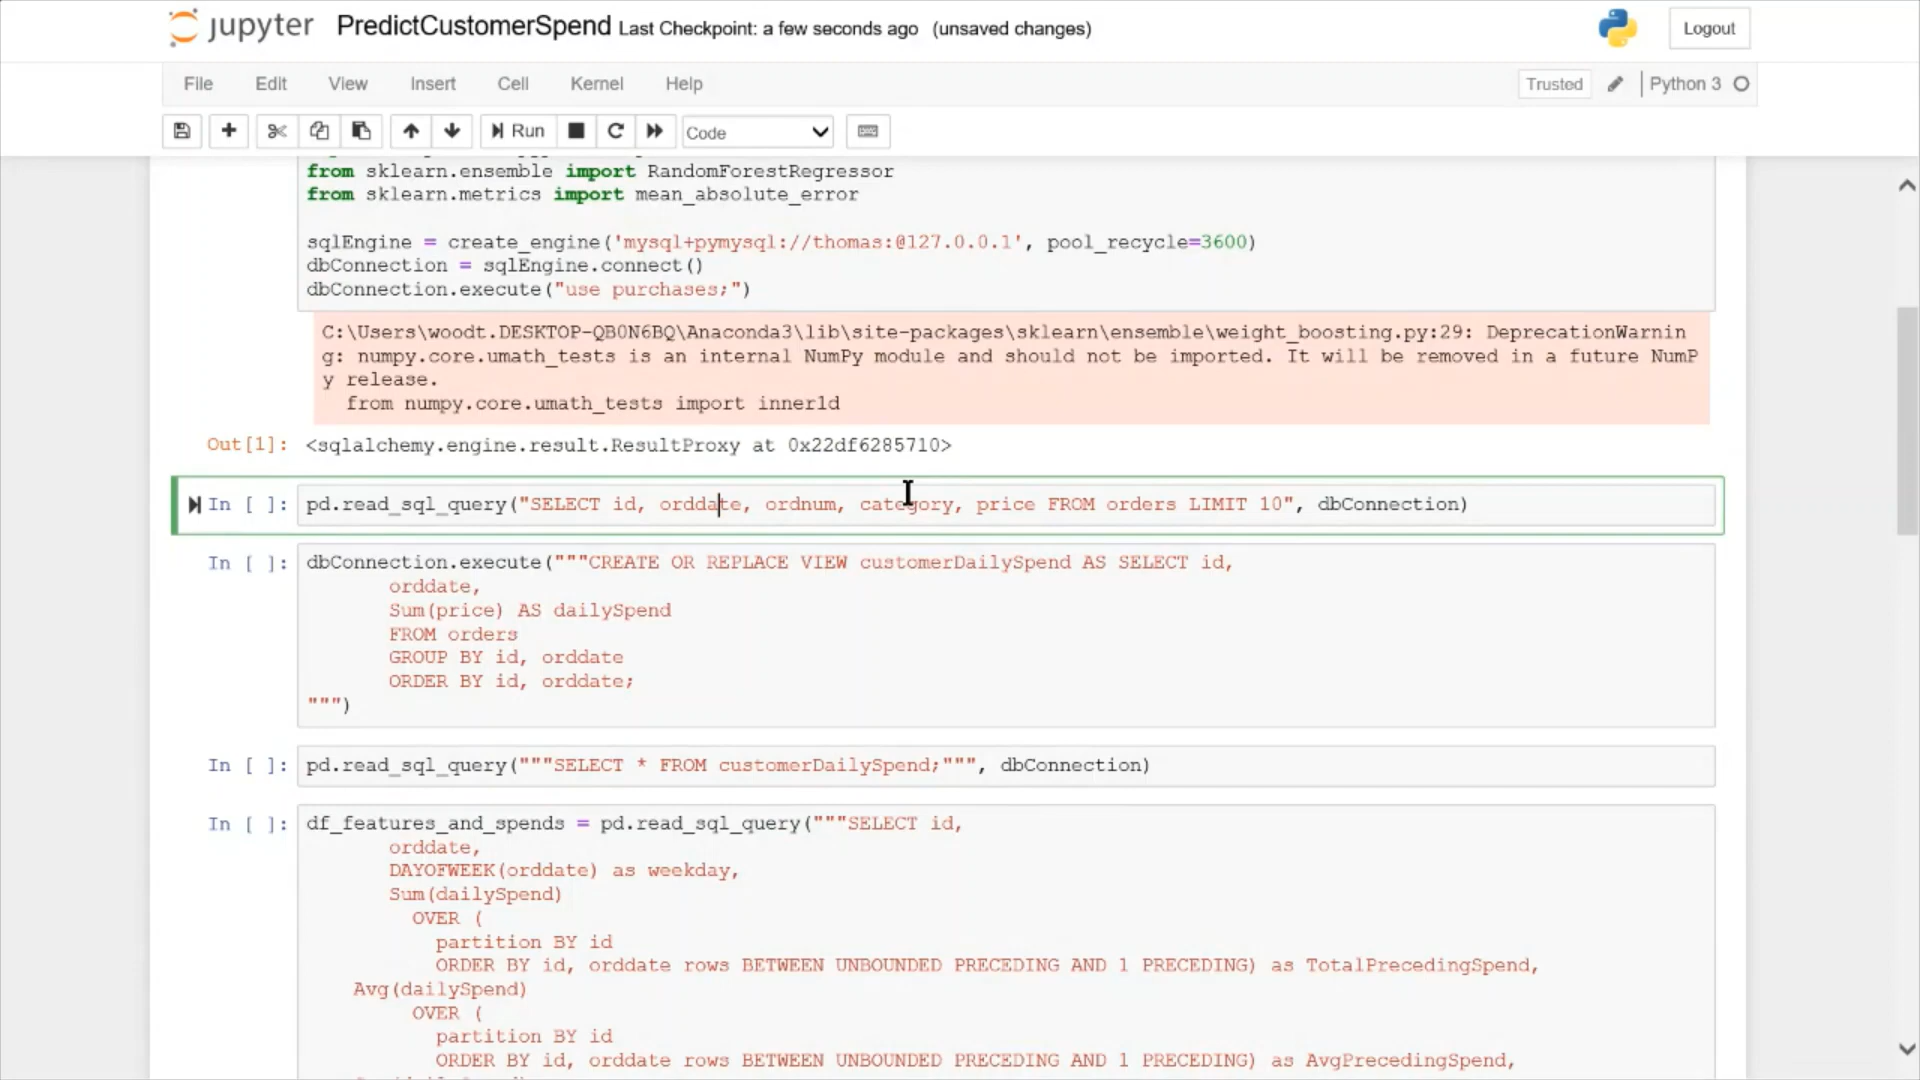 jupyter PredictCustomerSpend Last Checkpoint: a few seconds ago (unsaved changes)
Logout
File Edit View Insert Cell Kernel Help
Trusted Python 3
Run Code
from sklearn.ensemble import RandomForestRegressor
from sklearn.metrics import mean_absolute_error
sqlEngine = create_engine('mysql+pymysql://thomas:@127.0.0.1', pool_recycle=3600)
dbConnection = sqlEngine.connect()
dbConnection.execute("use purchases;")
C:\Users\woodt.DESKTOP-QB0N6BQ\Anaconda3\lib\site-packages\sklearn\ensemble\weight_boosting.py:29: DeprecationWarnin
g: numpy.core.umath_tests is an internal NumPy module and should not be imported. It will be removed in a future NumP
y release.
from numpy.core.umath_tests import inner1d
Out[1]: <sqlalchemy.engine.result.ResultProxy at 0x22df6285710>
In [ ]: pd.read_sql_query("SELECT id, orddate, ordnum, category, price FROM orders LIMIT 10", dbConnection)
In [ ]: dbConnection.execute("""CREATE OR REPLACE VIEW customerDailySpend AS SELECT id,
orddate,
Sum(price) AS dailySpend
FROM orders
GROUP BY id, orddate
ORDER BY id, orddate;
""")
In [ ]: pd.read_sql_query("""SELECT * FROM customerDailySpend;""", dbConnection)
In [ ]: df_features_and_spends = pd.read_sql_query("""SELECT id,
orddate,
DAYOFWEEK(orddate) as weekday,
Sum(dailySpend)
OVER (
partition BY id
ORDER BY id, orddate rows BETWEEN UNBOUNDED PRECEDING AND 1 PRECEDING) as TotalPrecedingSpend,
Avg(dailySpend)
OVER (
partition BY id
ORDER BY id, orddate rows BETWEEN UNBOUNDED PRECEDING AND 1 PRECEDING) as AvgPrecedingSpend,